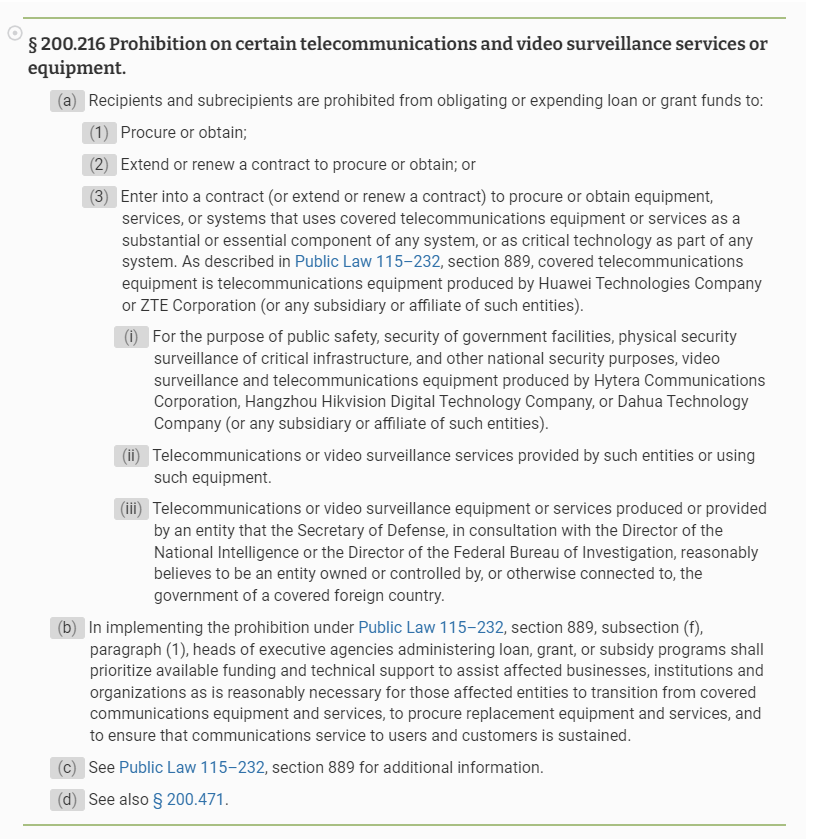 § 200.216 Prohibition on certain telecommunications and video surveillance services or
equipment.
(a) Recipients and subrecipients are prohibited from obligating or expending loan or grant funds to:
(1) Procure or obtain;
(2) Extend or renew a contract to procure or obtain; or
(3) Enter into a contract (or extend or renew a contract) to procure or obtain equipment,
services, or systems that uses covered telecommunications equipment or services as a
substantial or essential component of any system, or as critical technology as part of any
system. As described in Public Law 115–232, section 889, covered telecommunications
equipment is telecommunications equipment produced by Huawei Technologies Company
or ZTE Corporation (or any subsidiary or affiliate of such entities).
(i) For the purpose of public safety, security of government facilities, physical security
surveillance of critical infrastructure, and other national security purposes, video
surveillance and telecommunications equipment produced by Hytera Communications
Corporation, Hangzhou Hikvision Digital Technology Company, or Dahua Technology
Company (or any subsidiary or affiliate of such entities).
(ii) Telecommunications or video surveillance services provided by such entities or using
such equipment.
(iii) Telecommunications or video surveillance equipment or services produced or provided
by an entity that the Secretary of Defense, in consultation with the Director of the
National Intelligence or the Director of the Federal Bureau of Investigation, reasonably
believes to be an entity owned or controlled by, or otherwise connected to, the
government of a covered foreign country.
(b) In implementing the prohibition under Public Law 115–232, section 889, subsection (f),
paragraph (1), heads of executive agencies administering loan, grant, or subsidy programs shall
prioritize available funding and technical support to assist affected businesses, institutions and
organizations as is reasonably necessary for those affected entities to transition from covered
communications equipment and services, to procure replacement equipment and services, and
to ensure that communications service to users and customers is sustained.
(c) See Public Law 115–232, section 889 for additional information.
(d) See also § 200.471.